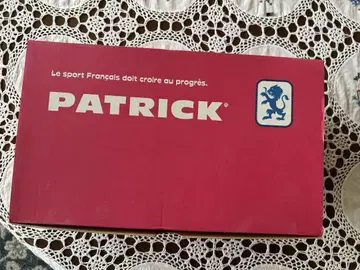 Le sport Français doit croire au progrès.
PATRICK®